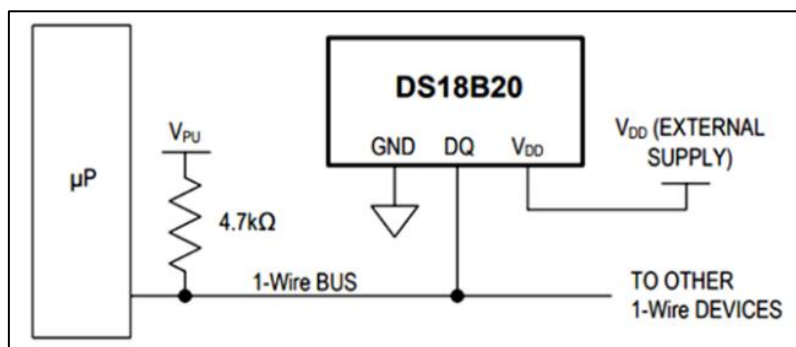 DS18B20
GND DQ VDD
VPU
µP
4.7kΩ
VDD (EXTERNAL
SUPPLY)
1-Wire BUS
TO OTHER
1-Wire DEVICES